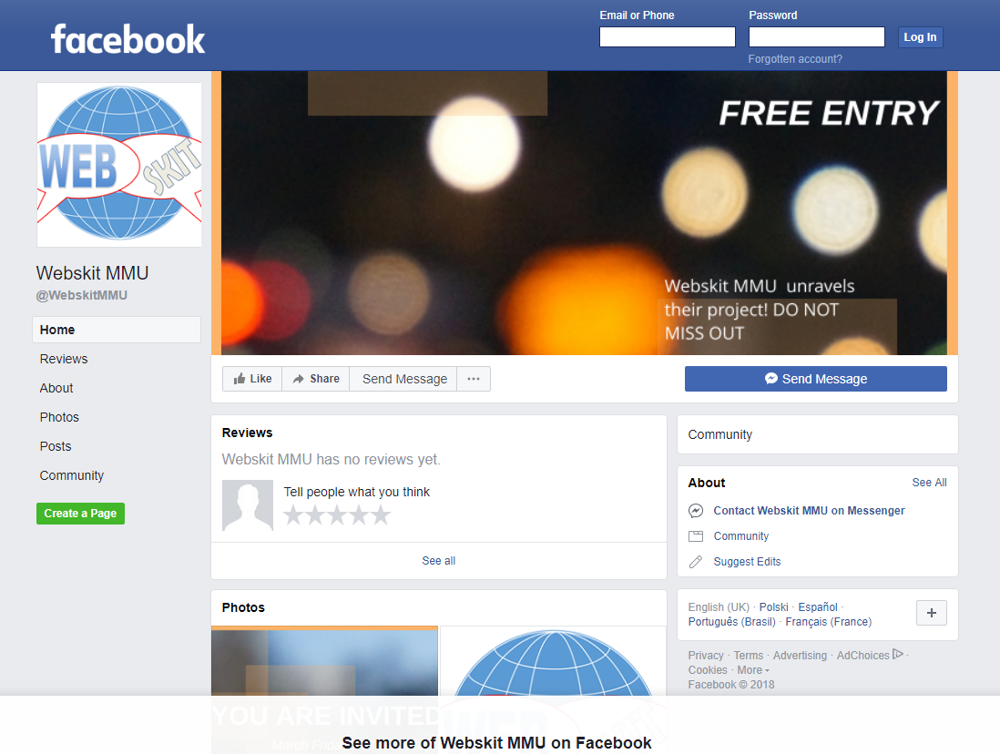 facebook
Email or Phone
Password
Log In
Forgotten account?
WEB
SKIT
Webskit MMU
@WebskitMMU
Home
Reviews
About
Photos
Posts
Community
Create a Page
FREE ENTRY
Webskit MMU unravels
their project! DO NOT
MISS OUT
Like
Share
Send Message
...
Send Message
Reviews
Webskit MMU has no reviews yet.
Tell people what you think
See all
Photos
YOU ARE INVITED
March Friday
WEB
Community
About
See All
Contact Webskit MMU on Messenger
Community
Suggest Edits
English (UK) · Polski · Español ·
Português (Brasil) · Français (France)
+
Privacy · Terms · Advertising · AdChoices ·
Cookies · More
Facebook © 2018
See more of Webskit MMU on Facebook